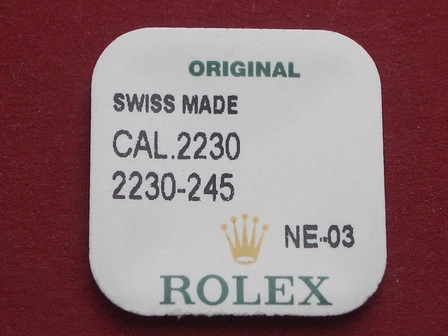 ORIGINAL
SWISS MADE
CAL.2230
2230-245
NE-03
ROLEX